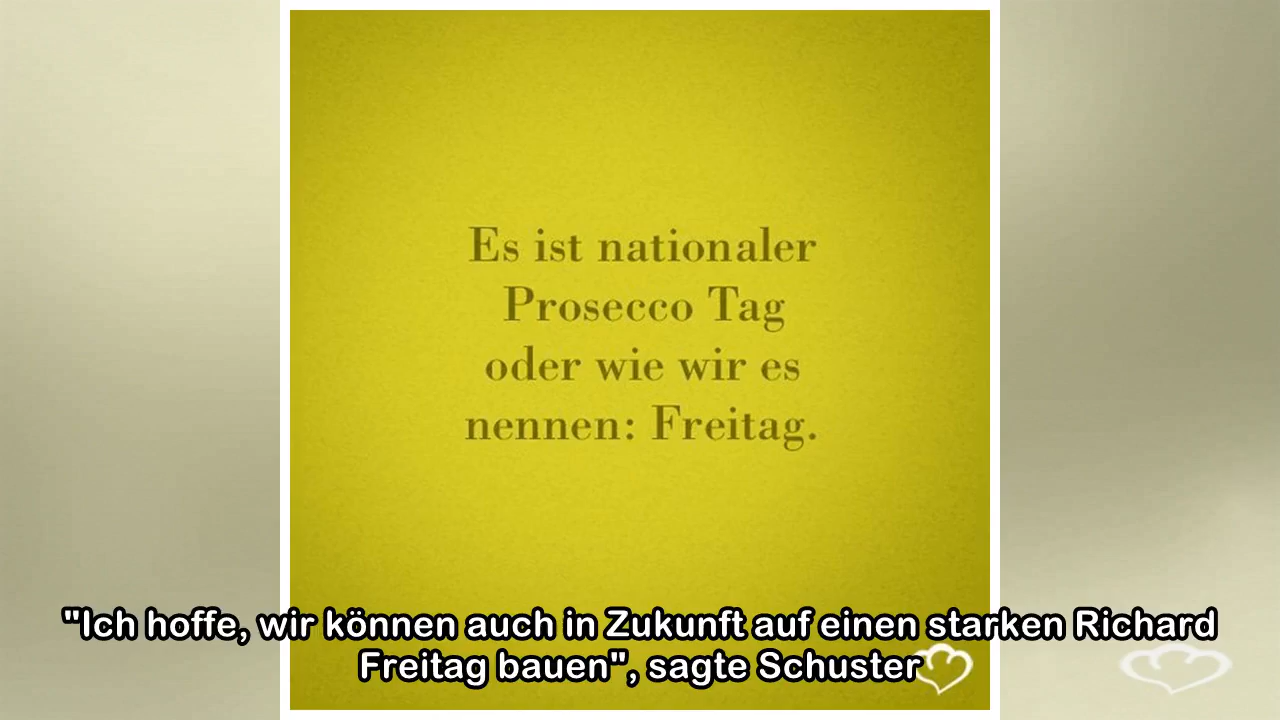 Es ist nationaler
Prosecco Tag
oder wie wir es
nennen: Freitag.
"Ich hoffe, wir können auch in Zukunft auf einen starken Richard
Freitag bauen", sagte Schuster